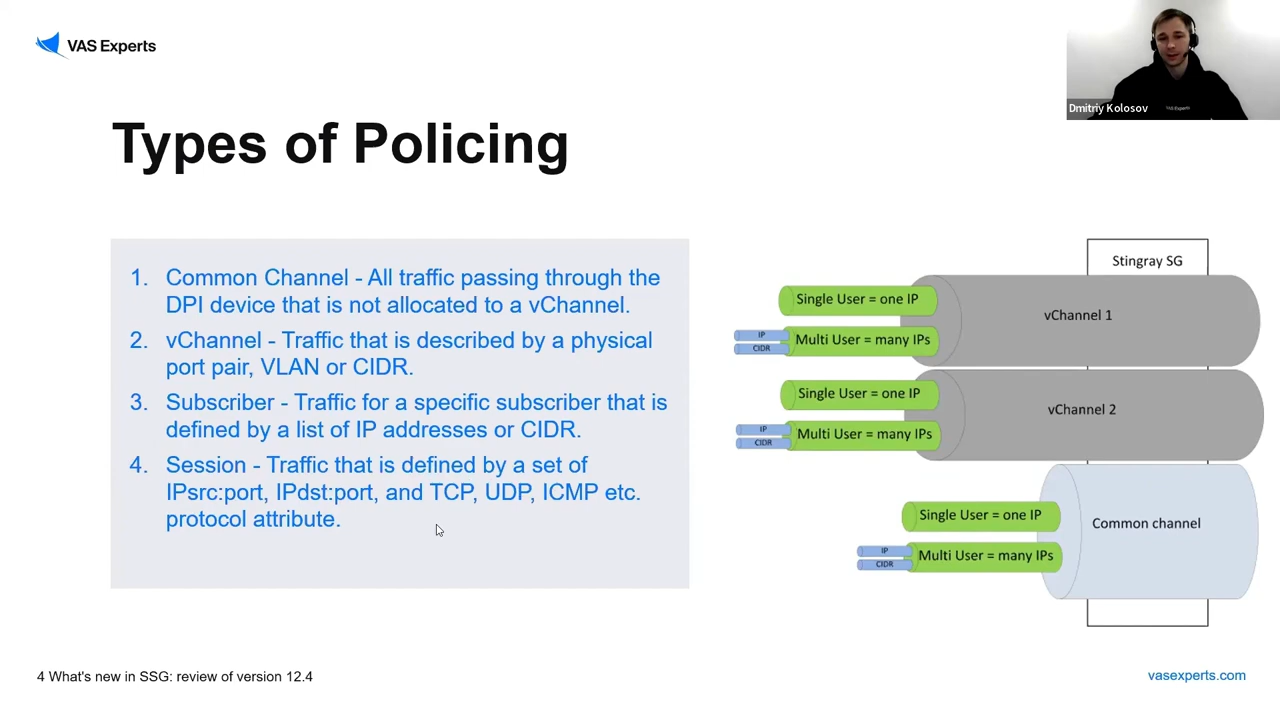 VAS Experts
Dmitriy Kolosov
VAS Experts
Types of Policing
1. Common Channel - All traffic passing through the
DPI device that is not allocated to a vChannel.
2. vChannel - Traffic that is described by a physical
port pair, VLAN or CIDR.
3. Subscriber - Traffic for a specific subscriber that is
defined by a list of IP addresses or CIDR.
4. Session - Traffic that is defined by a set of
IPsrc:port, IPdst:port, and TCP, UDP, ICMP etc.
protocol attribute.
Stingray SG
Single User = one IP
vChannel 1
IP
Multi User = many IPs
CIDR
Single User = one IP
vChannel 2
IP
Multi User = many IPs
CIDR
Single User = one IP
Common channel
IP
Multi User = many IPs
CIDR
4 What's new in SSG: review of version 12.4
vasexperts.com